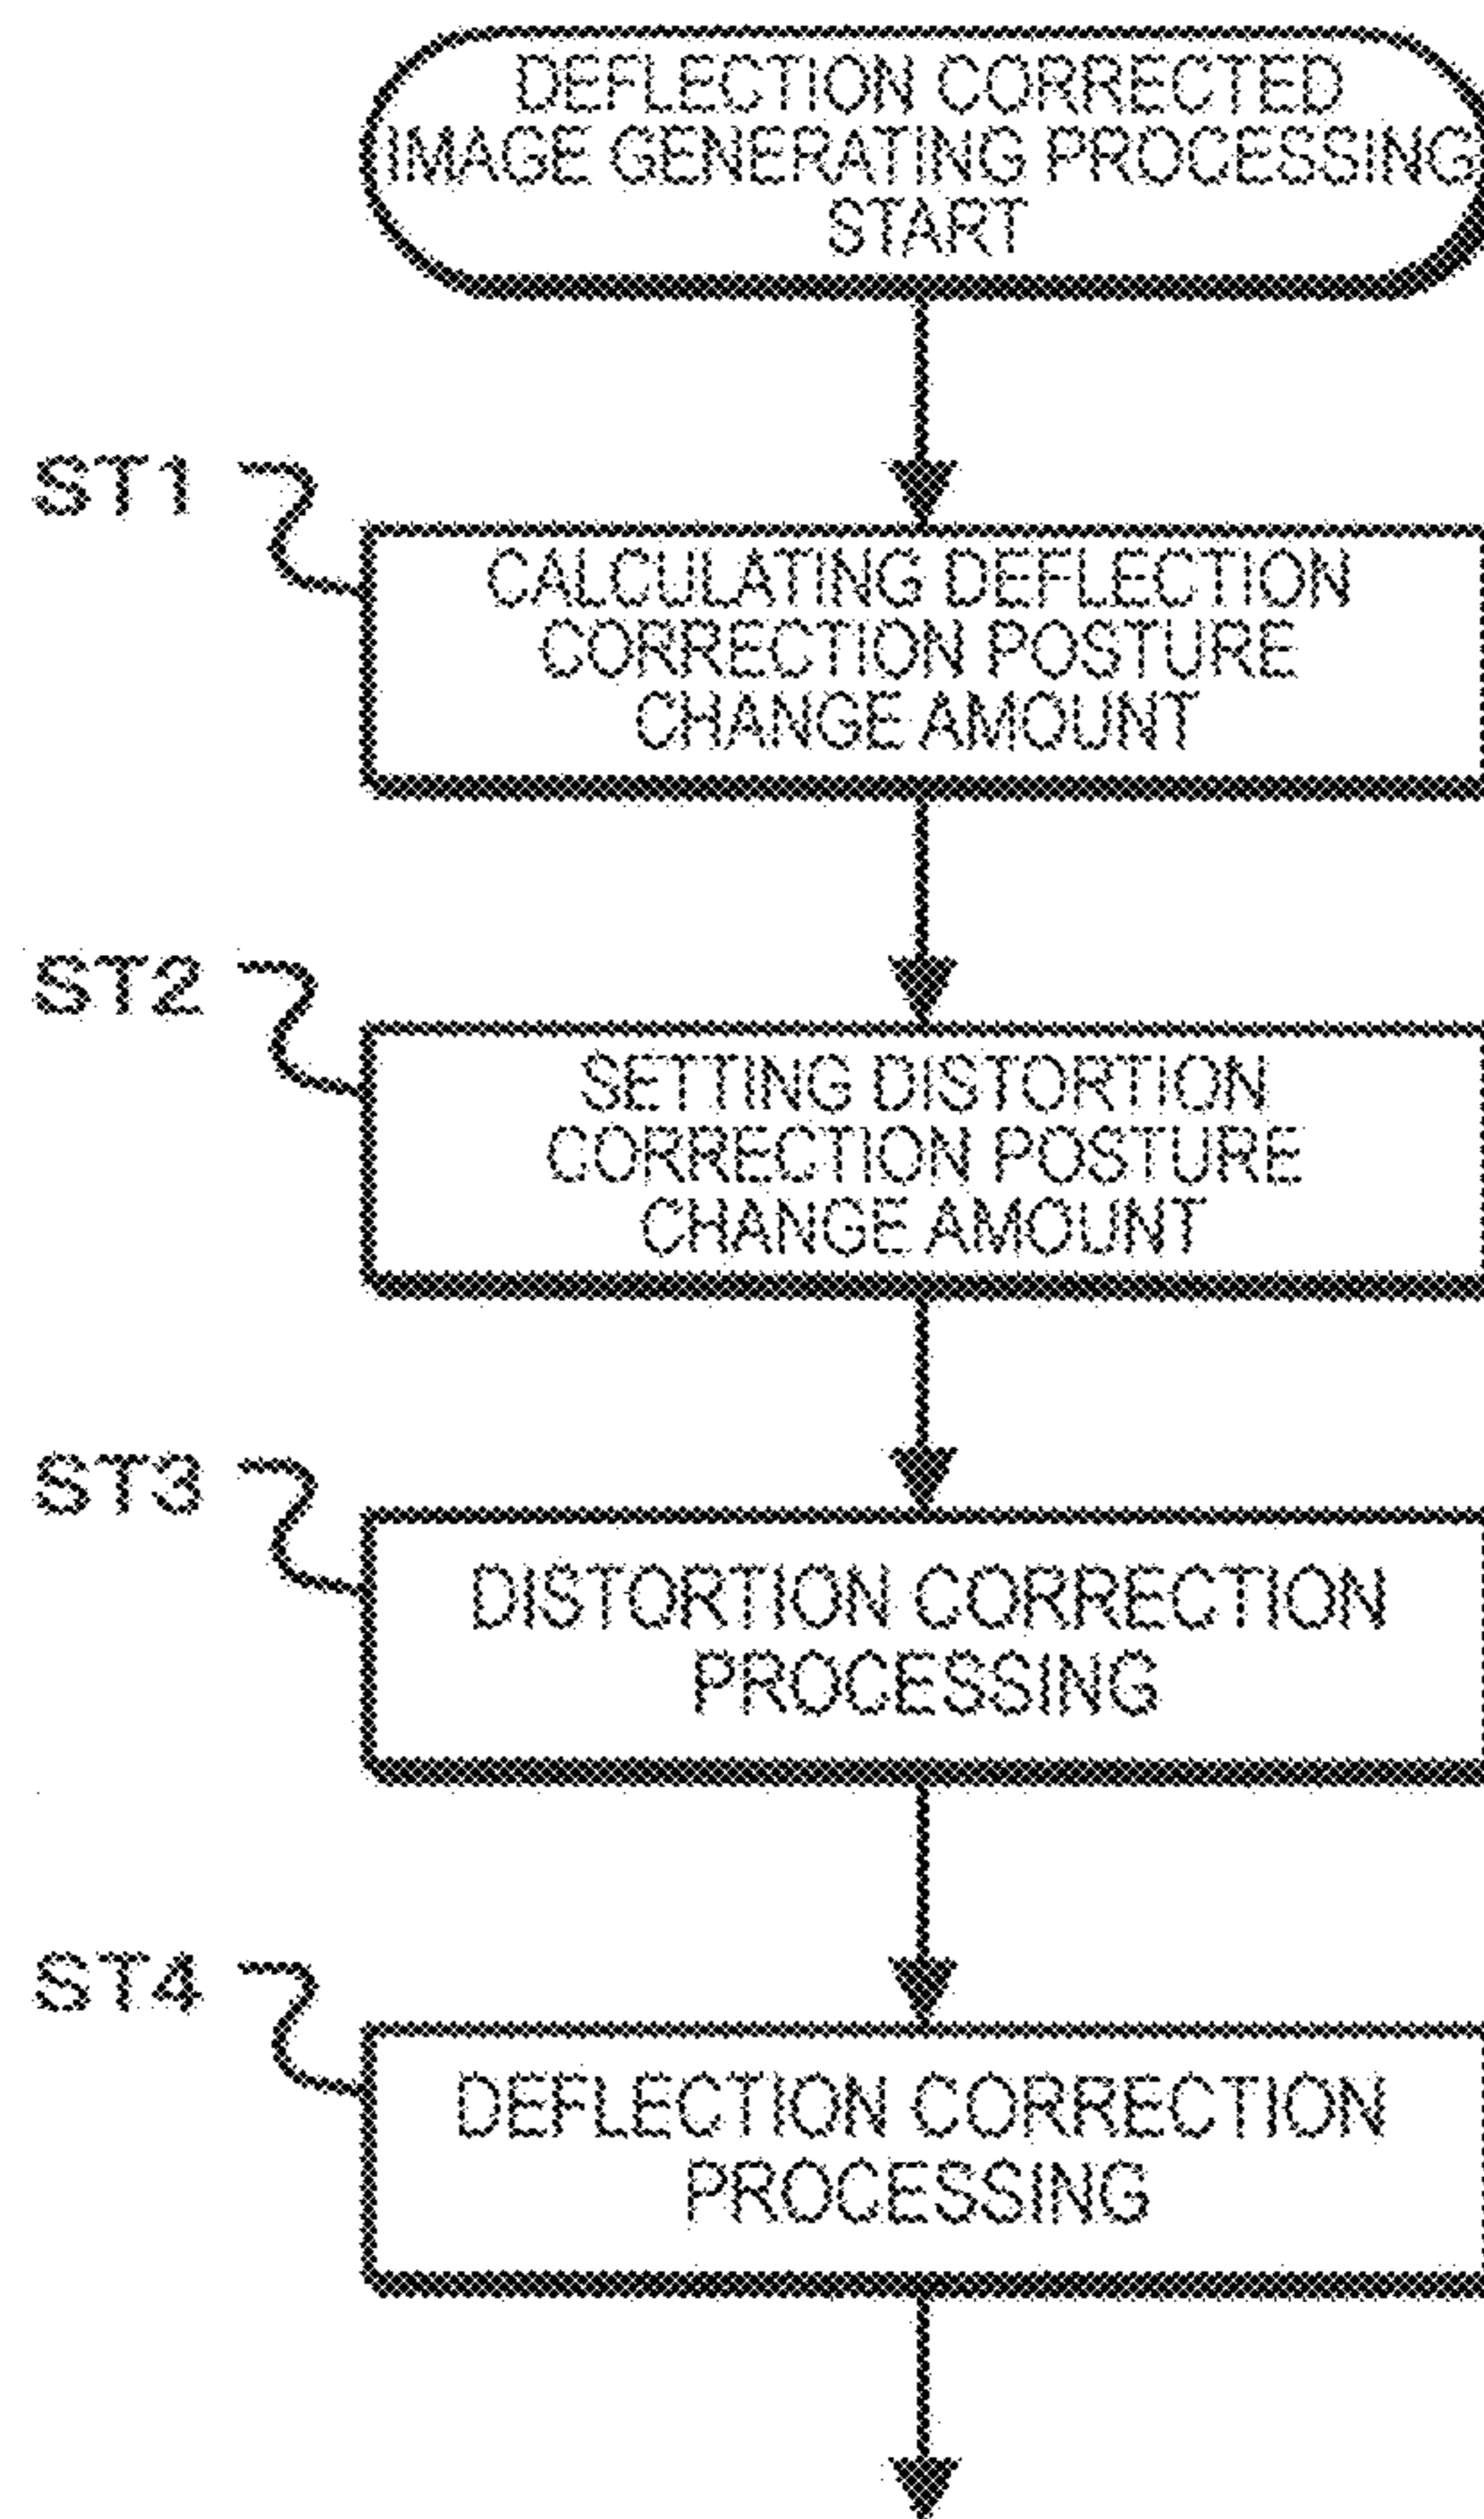 DEFLECTION CORRECTED
IMAGE GENERATING PROCESSING
START
ST1
CALCULATING DEFLECTION
CORRECTION POSTURE
CHANGE AMOUNT
ST2
SETTING DISTORTION
CORRECTION POSTURE
CHANGE AMOUNT
ST3
DISTORTION CORRECTION
PROCESSING
ST4
DEFLECTION CORRECTION
PROCESSING